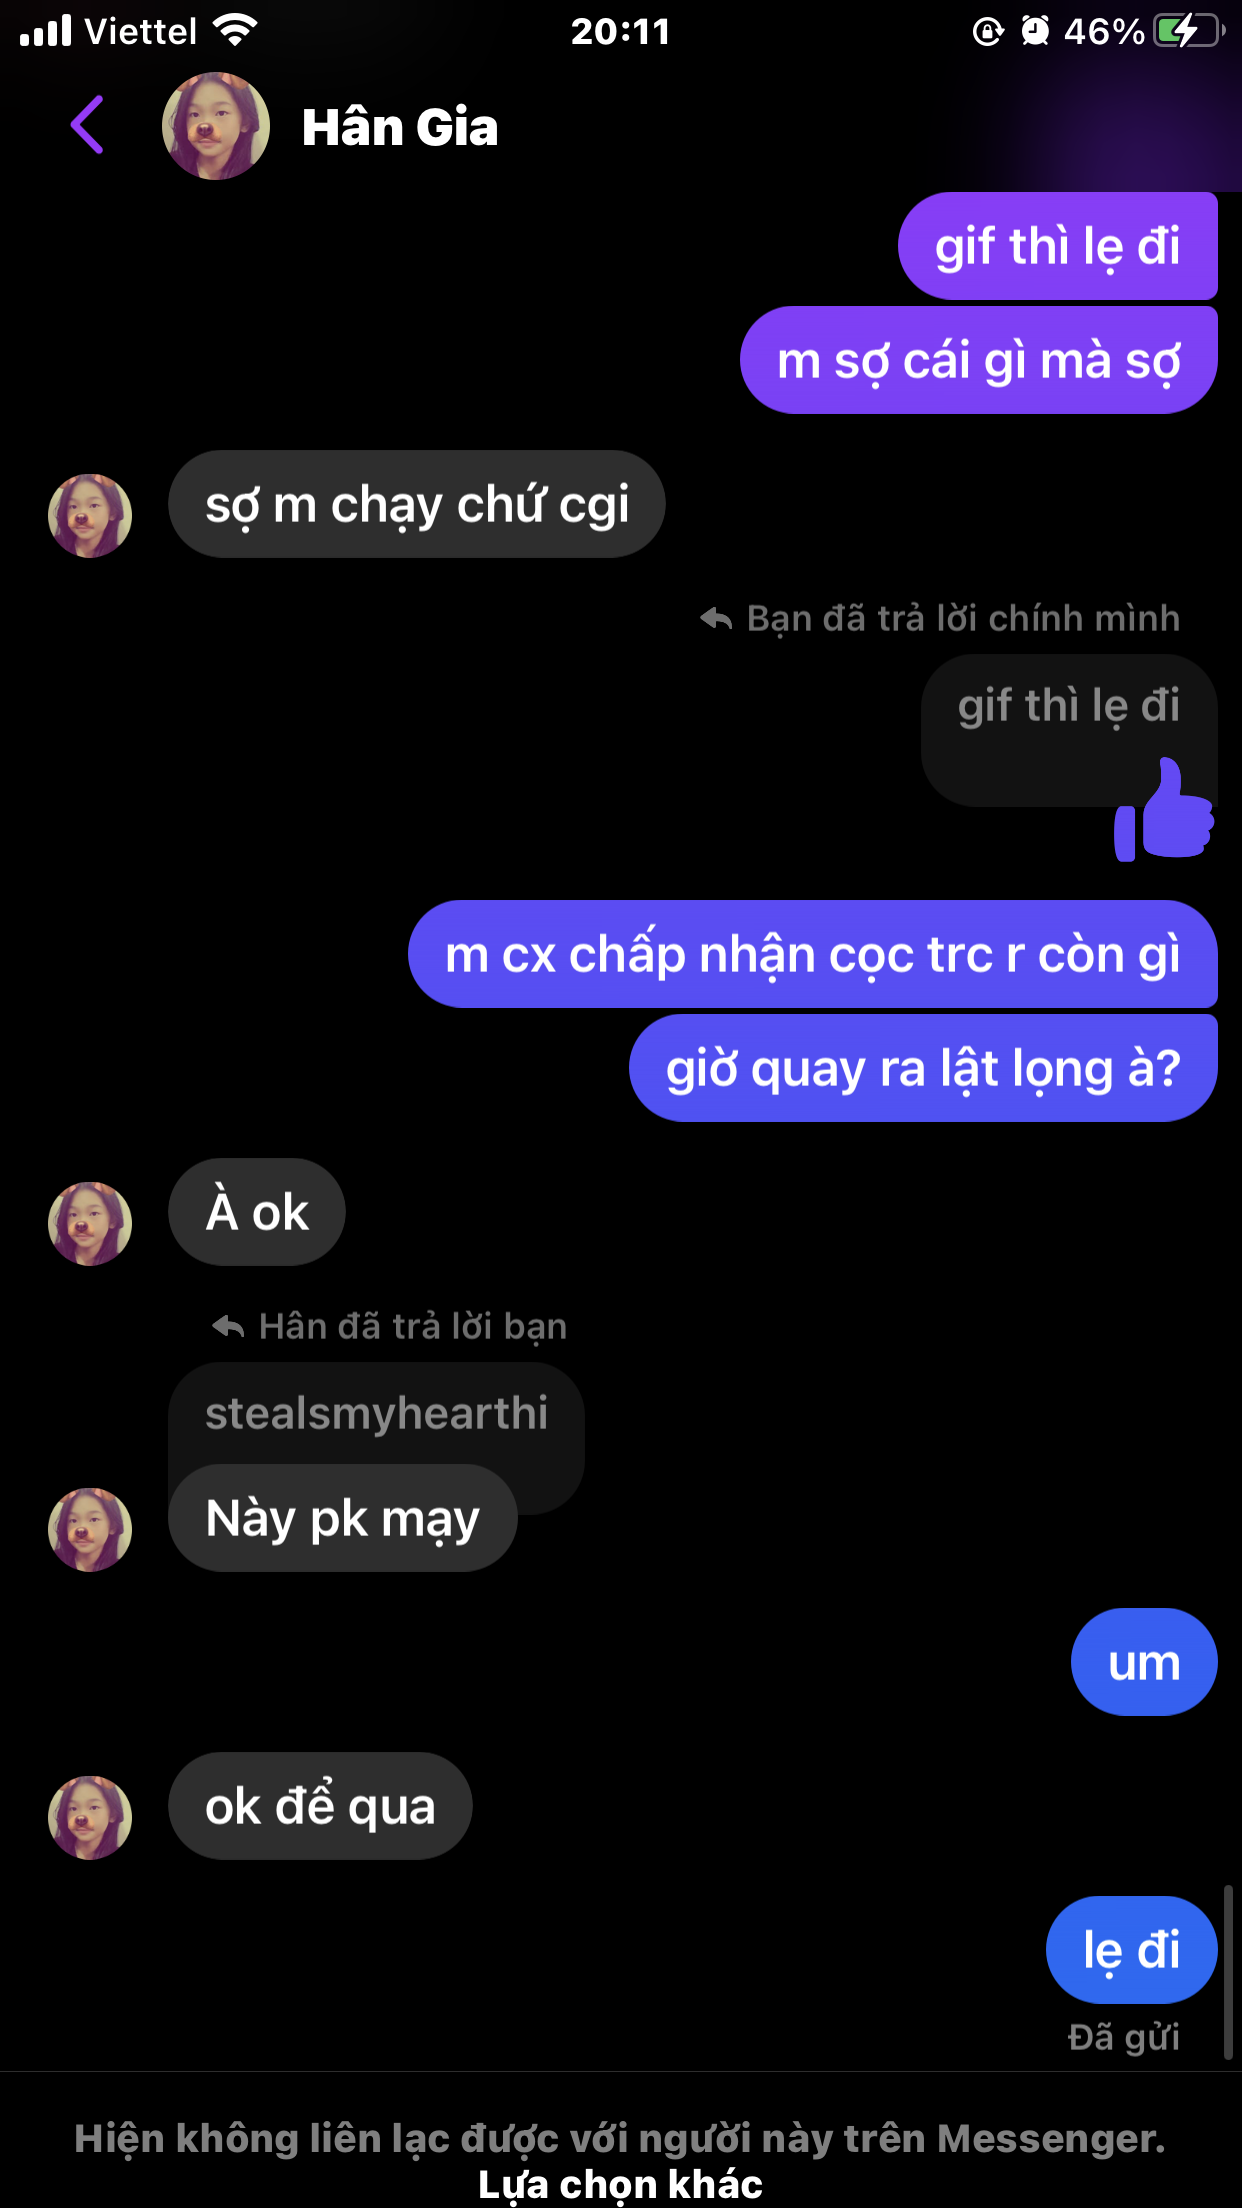 Viettel
20:11
46%
Hân Gia
gif thì lẹ đi
m sợ cái gì mà sợ
sợ m chạy chứ cgi
Bạn đã trả lời chính mình
gif thì lẹ đi
m cx chấp nhận cọc trc r còn gì
giờ quay ra lật lọng à?
À ok
Hân đã trả lời bạn
stealsmyhearthi
Này pk mạy
um
ok để qua
lẹ đi
Đã gửi
Hiện không liên lạc được với người này trên Messenger.
Lựa chọn khác